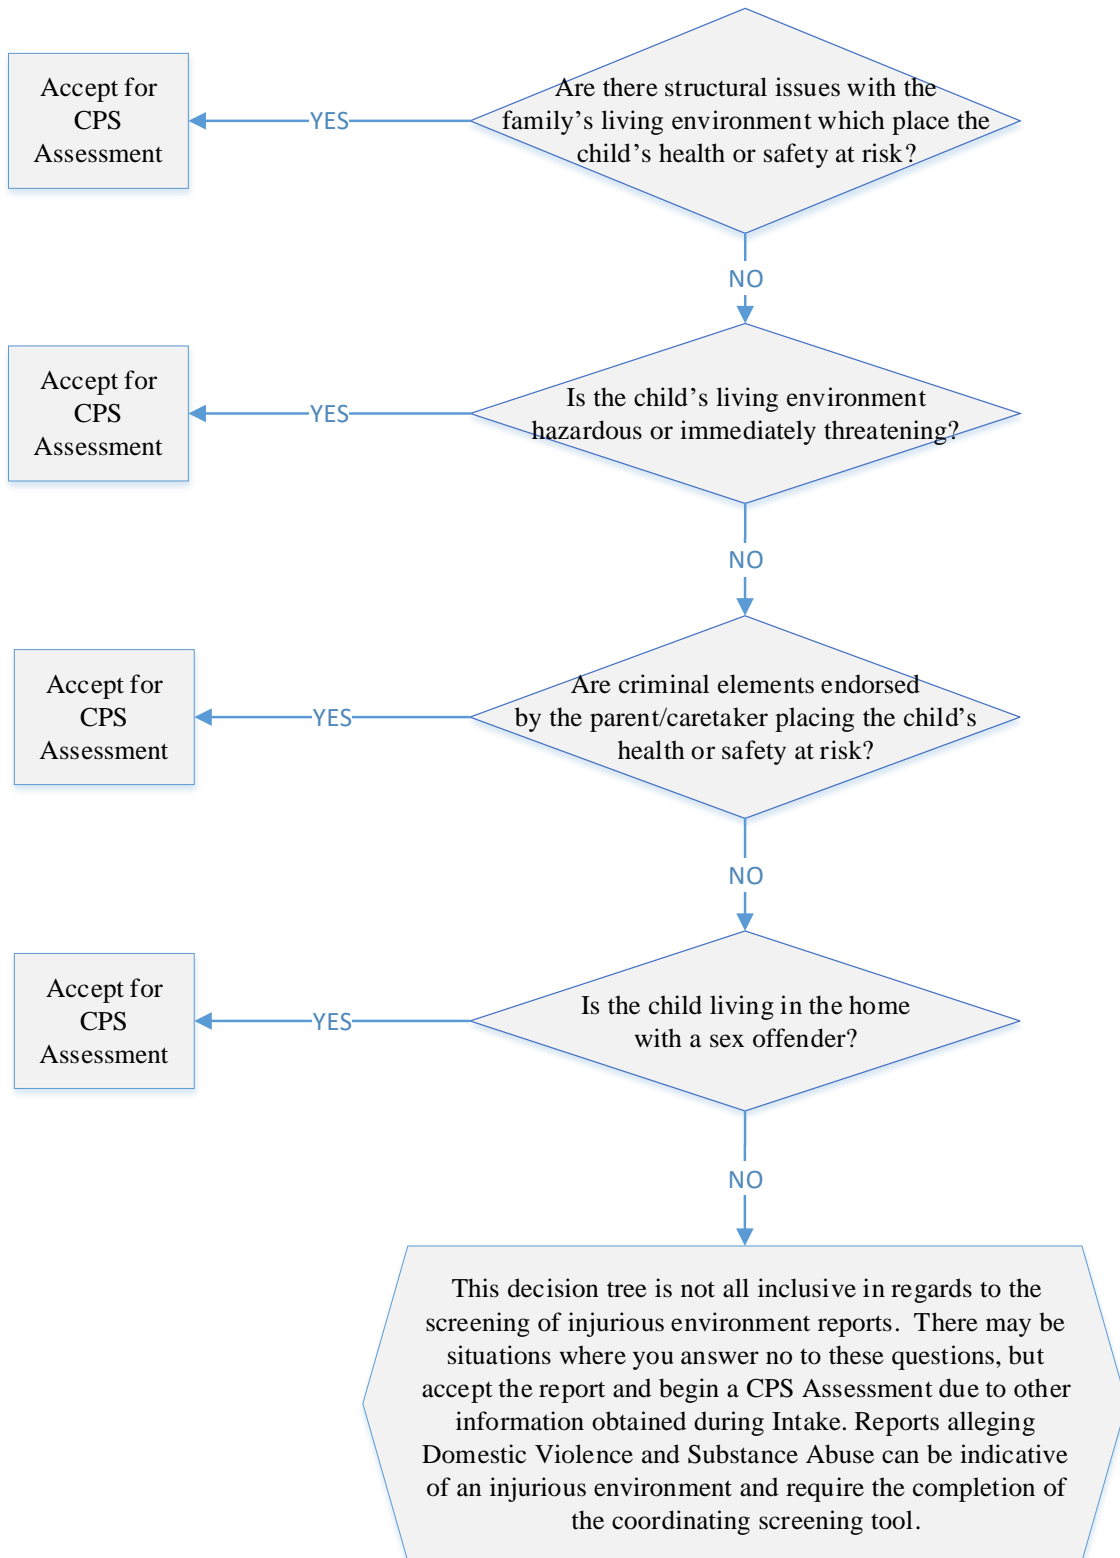 Are there structural issues with the
family’s living environment which place the
child’s health or safety at risk?
YES
Accept for
CPS
Assessment
NO
Is the child’s living environment
hazardous or immediately threatening?
YES
Accept for
CPS
Assessment
NO
Are criminal elements endorsed
by the parent/caretaker placing the child’s
health or safety at risk?
YES
Accept for
CPS
Assessment
NO
Is the child living in the home
with a sex offender?
YES
Accept for
CPS
Assessment
NO
This decision tree is not all inclusive in regards to the
screening of injurious environment reports.  There may be
situations where you answer no to these questions, but
accept the report and begin a CPS Assessment due to other
information obtained during Intake. Reports alleging
Domestic Violence and Substance Abuse can be indicative
of an injurious environment and require the completion of
the coordinating screening tool.